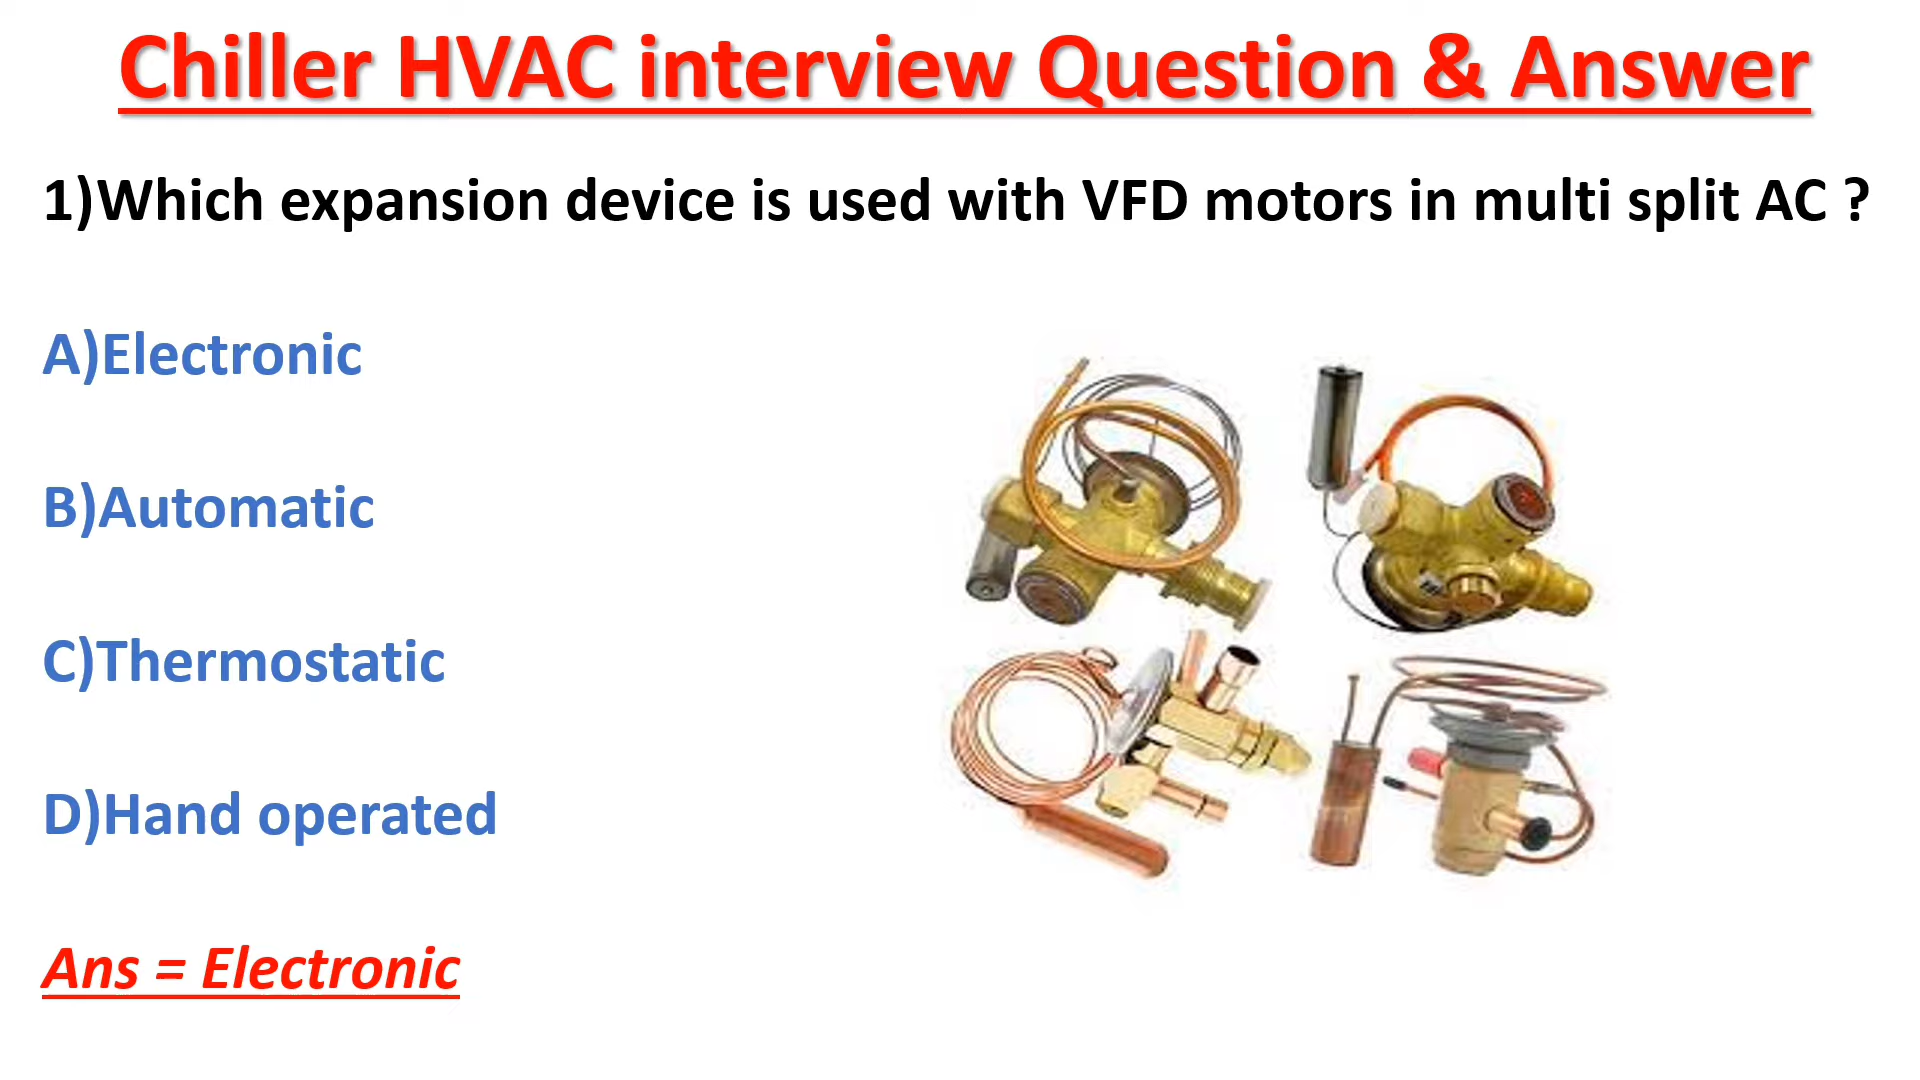 Chiller HVAC interview Question & Answer
1)Which expansion device is used with VFD motors in multi split AC ?
A)Electronic
B)Automatic
C)Thermostatic
D)Hand operated
Ans = Electronic